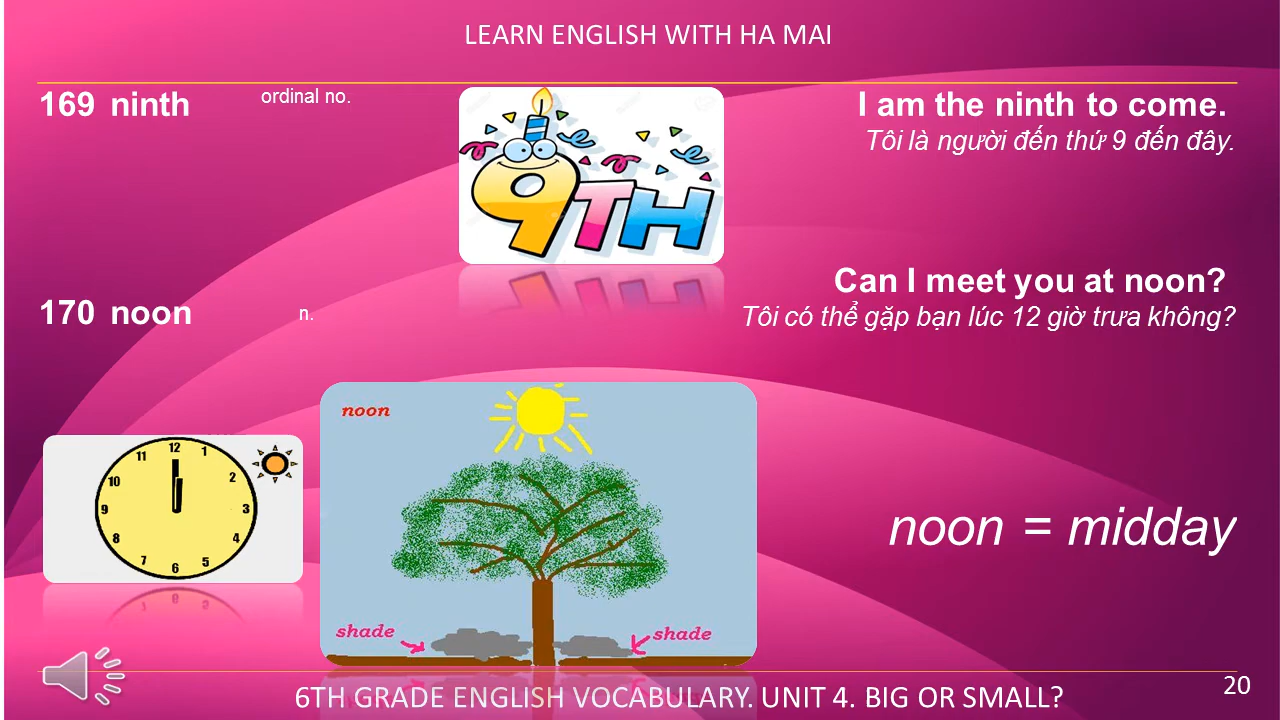 LEARN ENGLISH WITH HA MAI
169 ninth
ordinal no.
9TH
I am the ninth to come.
Tôi là người đến thứ 9 đến đây.
170 noon
n.
Can I meet you at noon?
Tôi có thể gặp bạn lúc 12 giờ trưa không?
12
1
2
3
4
5
6
7
8
9
10
11
noon
shade
shade
noon = midday
6TH GRADE ENGLISH VOCABULARY. UNIT 4. BIG OR SMALL?
20